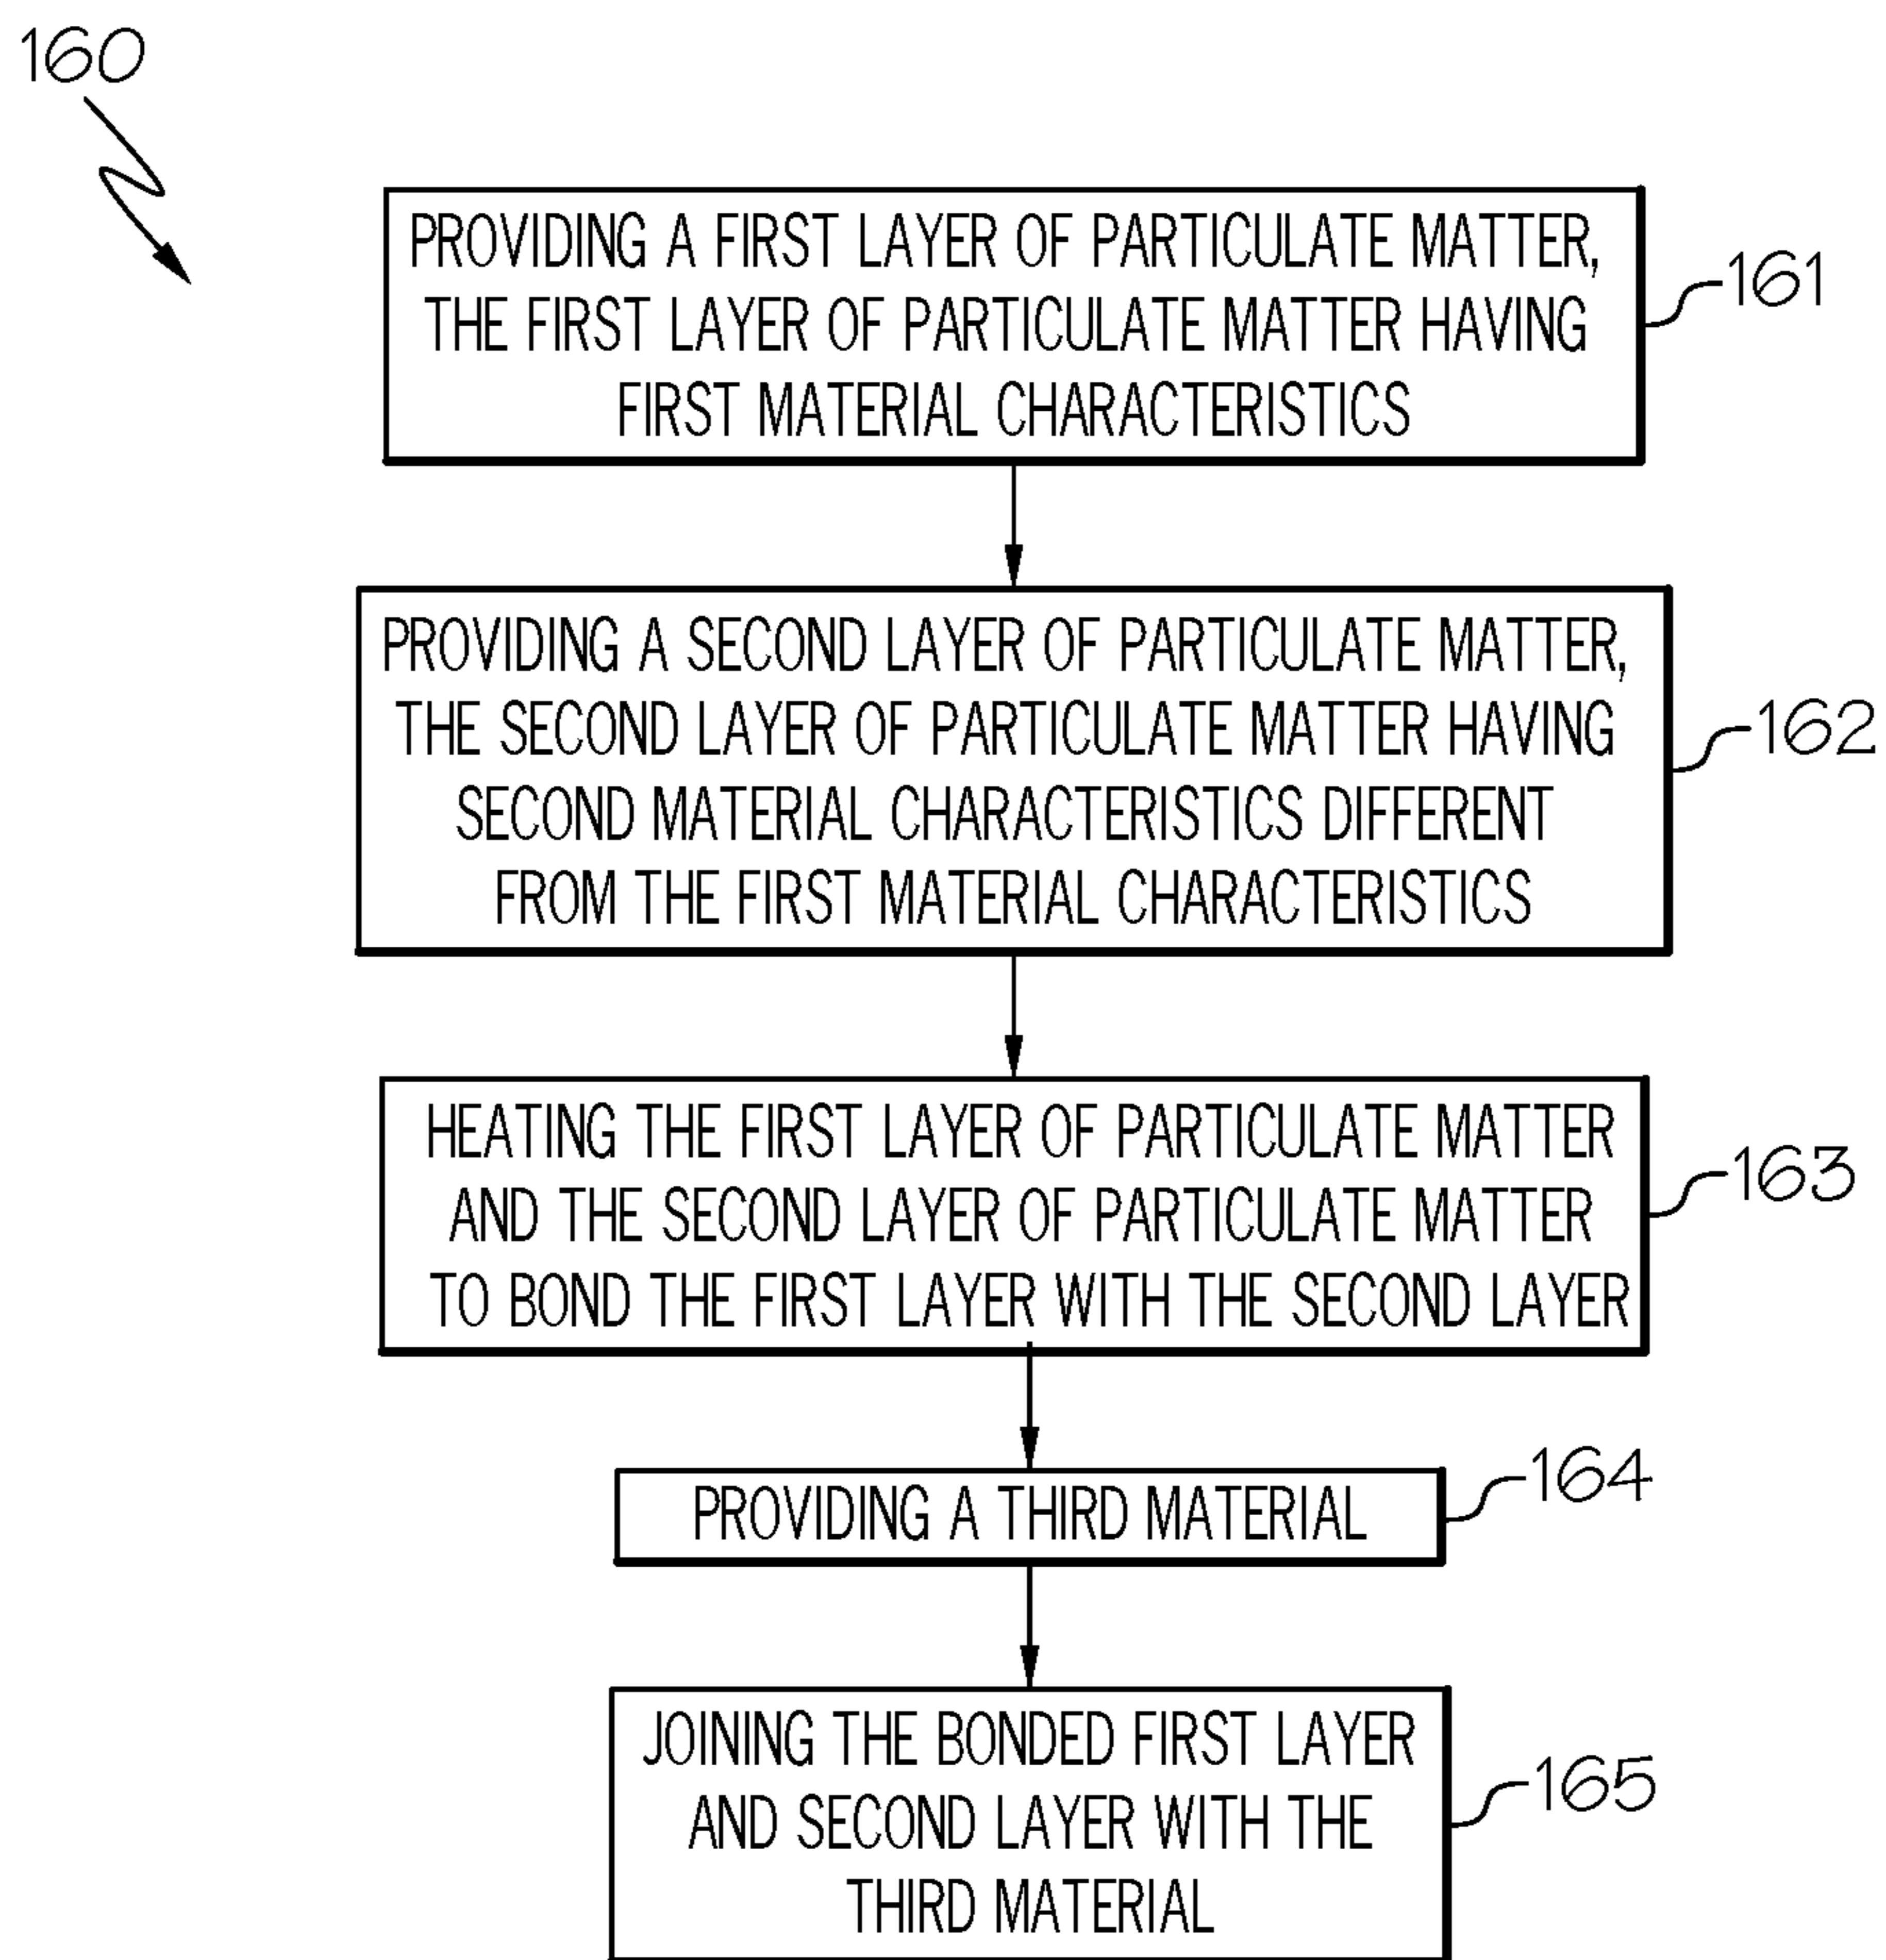 160
PROVIDING A FIRST LAYER OF PARTICULATE MATTER,
THE FIRST LAYER OF PARTICULATE MATTER HAVING
FIRST MATERIAL CHARACTERISTICS
161
PROVIDING A SECOND LAYER OF PARTICULATE MATTER,
THE SECOND LAYER OF PARTICULATE MATTER HAVING
SECOND MATERIAL CHARACTERISTICS DIFFERENT
FROM THE FIRST MATERIAL CHARACTERISTICS
162
HEATING THE FIRST LAYER OF PARTICULATE MATTER
AND THE SECOND LAYER OF PARTICULATE MATTER
TO BOND THE FIRST LAYER WITH THE SECOND LAYER
163
PROVIDING A THIRD MATERIAL
164
JOINING THE BONDED FIRST LAYER
AND SECOND LAYER WITH THE
THIRD MATERIAL
165